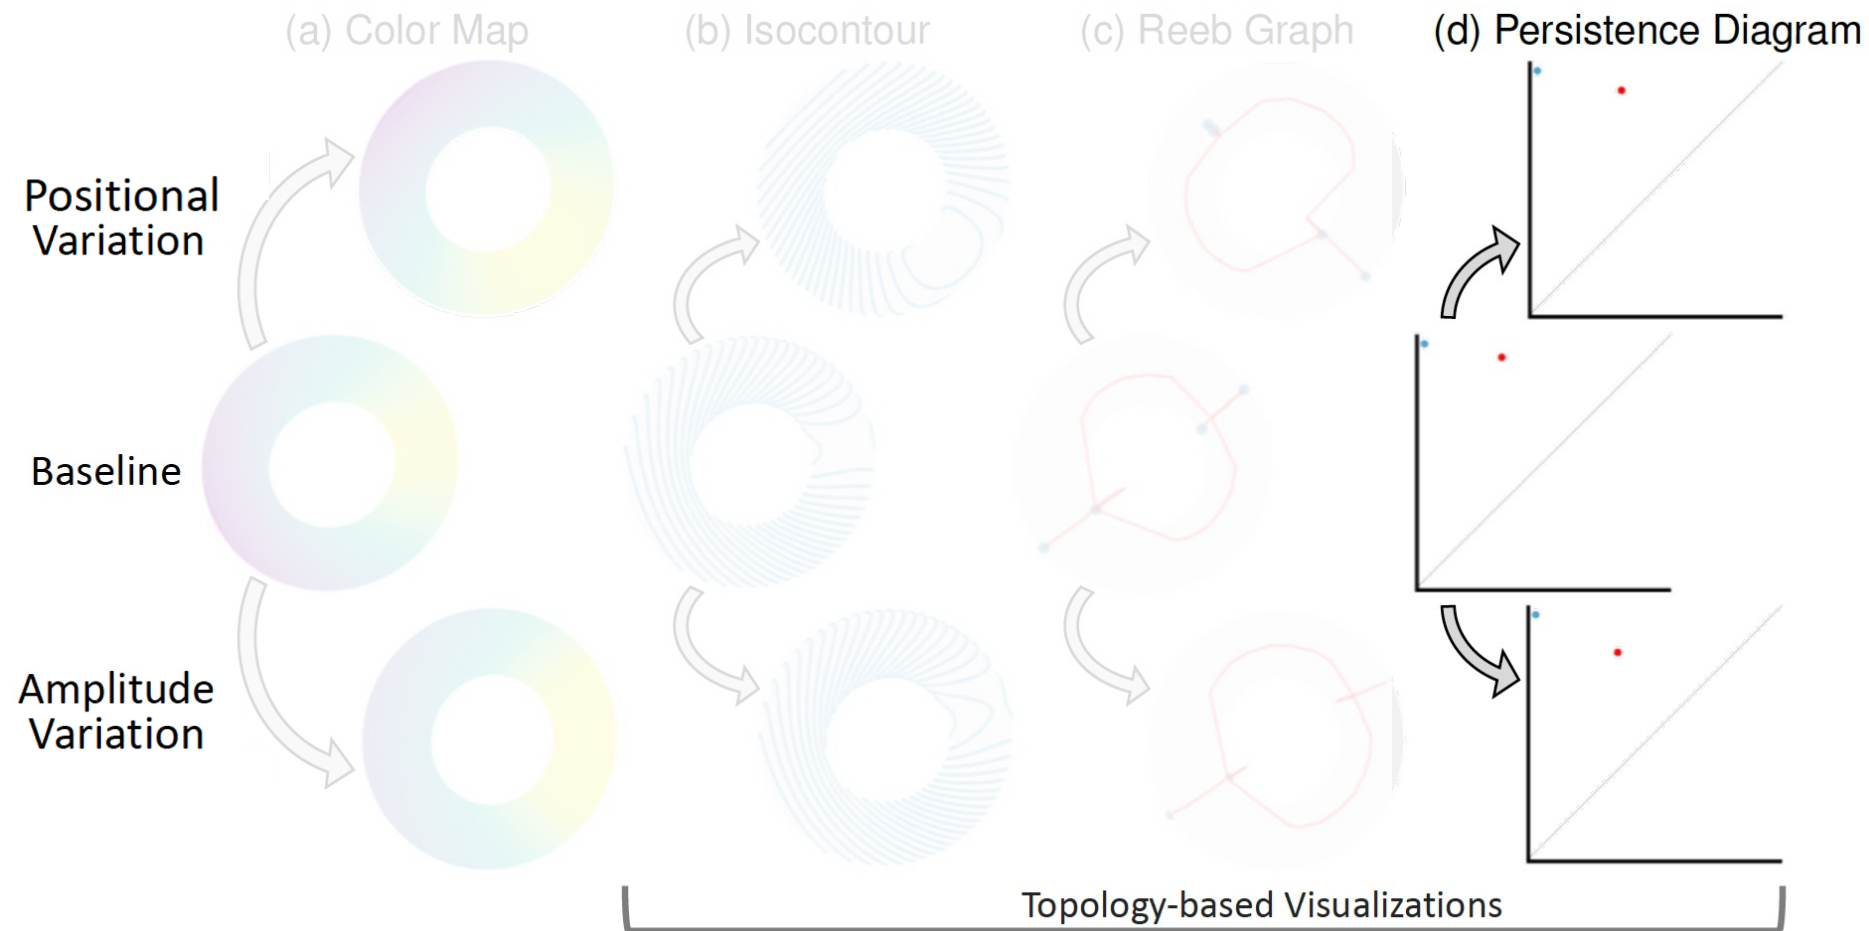 (a) Color Map
(b) Isocontour
(c) Reeb Graph
(d) Persistence Diagram
Positional
Variation
Baseline
Amplitude
Variation
Topology-based Visualizations